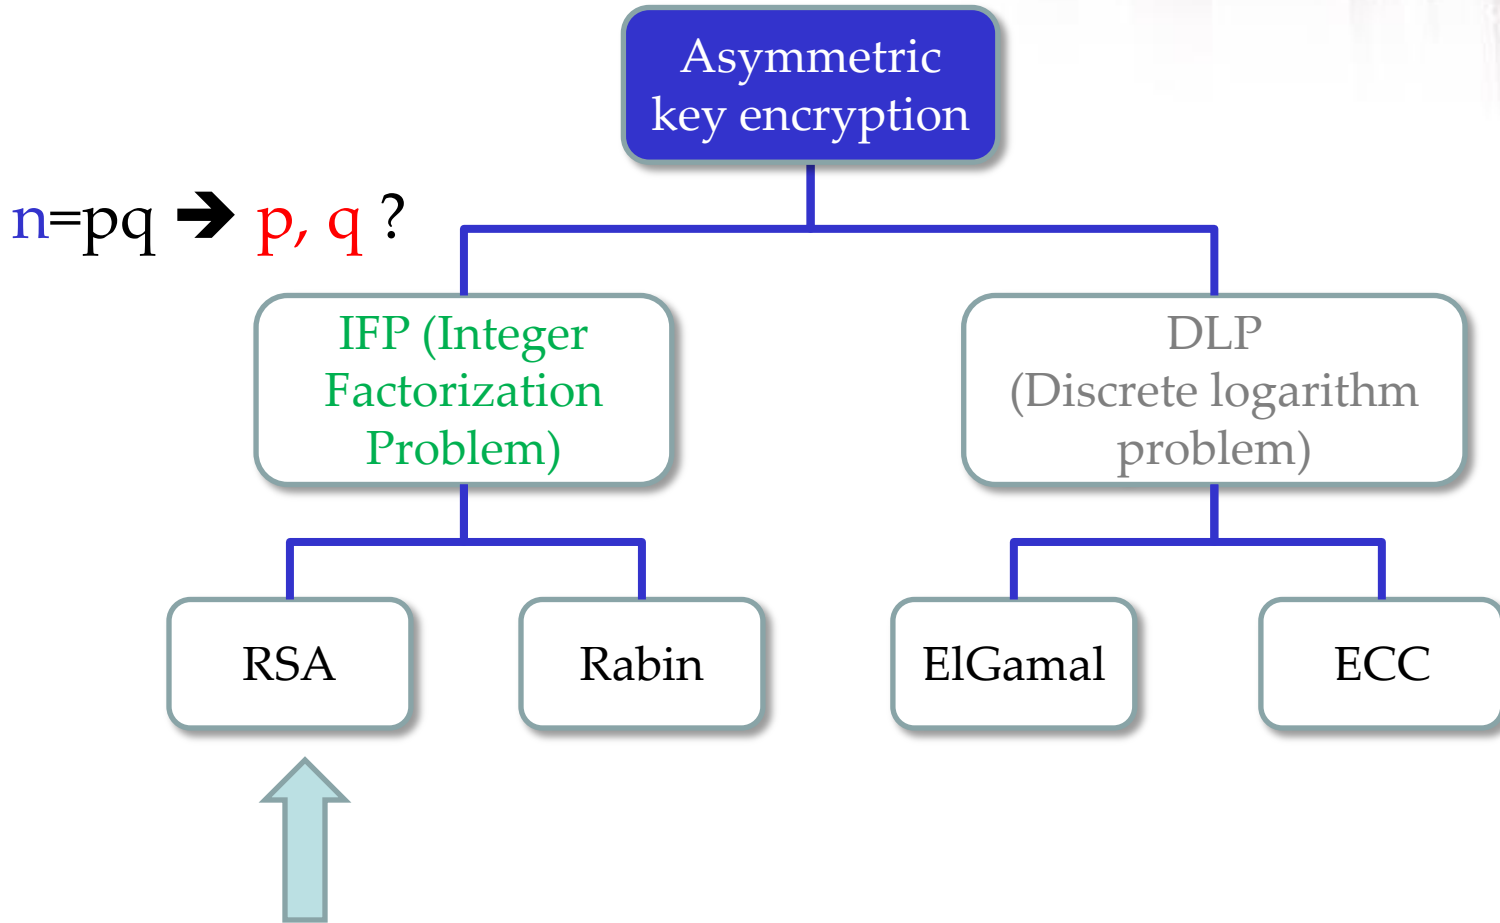 Asymmetric
key encryption
n=pq 🡺 p, q ?
IFP (Integer
Factorization
Problem)
DLP
(Discrete logarithm
problem)
RSA
Rabin
ElGamal
ECC